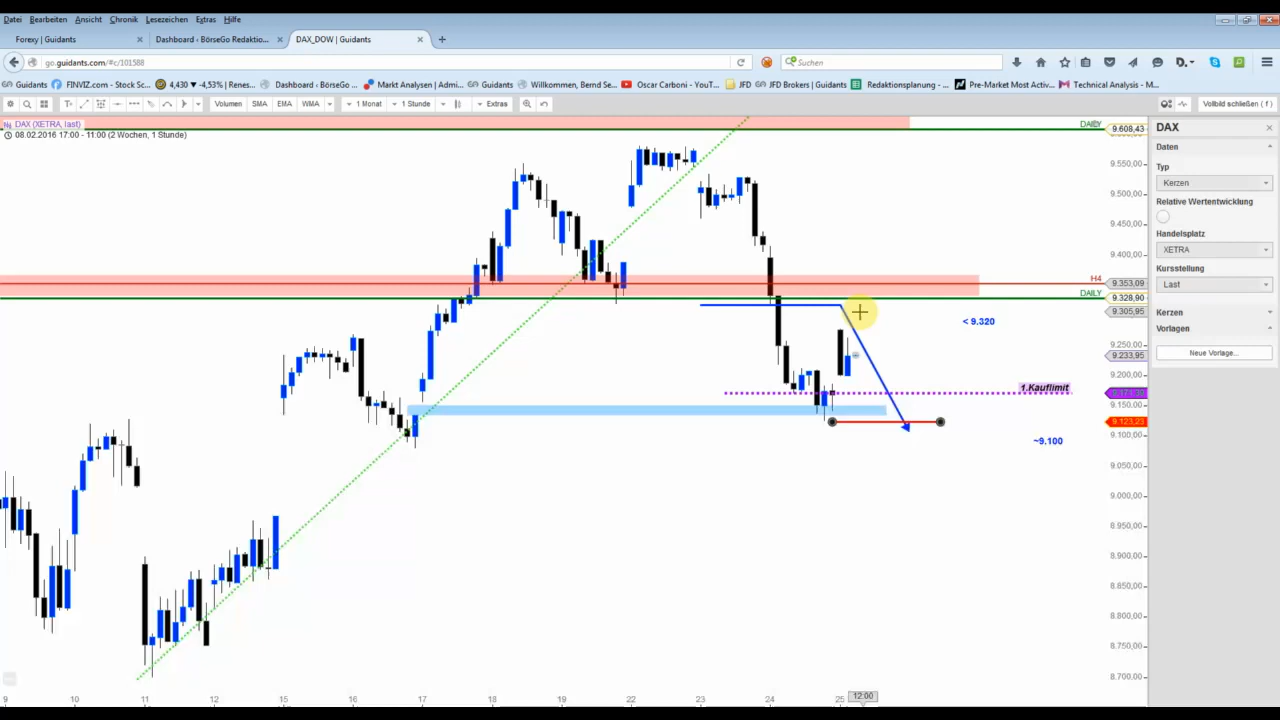 Datei Bearbeiten Ansicht Chronik Lesezeichen Extras Hilfe
Forexy | Guidants × Dashboard ‹ BörseGo Redaktio... × DAX_DOW | Guidants × +
go.guidants.com/#c/101588 Suchen
Guidants FINVIZ.com - Stock Sc... 4,430 ▼ -4,53% | Renes... Dashboard ‹ BörseGo ... Markt Analysen | Admi... Guidants Willkommen, Bernd Se... Oscar Carboni - YouT... JFD JFD Brokers | Guidants Redaktionsplanung - ... Pre-Market Most Activ... Technical Analysis - M...
Volumen SMA EMA WMA 1 Monat 1 Stunde Extras Vollbild schließen ( f )
DAX (XETRA, last)
08.02.2016 17:00 - 11:00 (2 Wochen, 1 Stunde)
DAILY 9.608,43
9.550,00
9.500,00
9.450,00
9.400,00
H4 9.353,09
DAILY 9.328,90
9.305,95
< 9.320
9.250,00
9.233,95
9.200,00
1.Kauflimit
9.150,00
9.123,23
9.100,00
~9.100
9.050,00
9.000,00
8.950,00
8.900,00
8.850,00
8.800,00
8.750,00
8.700,00
9 10 11 12 15 16 17 18 19 22 23 24 25 12:00
DAX ×
Daten
Typ
Kerzen
Relative Wertentwicklung
Handelsplatz
XETRA
Kursstellung
Last
Kerzen
Vorlagen
Neue Vorlage...